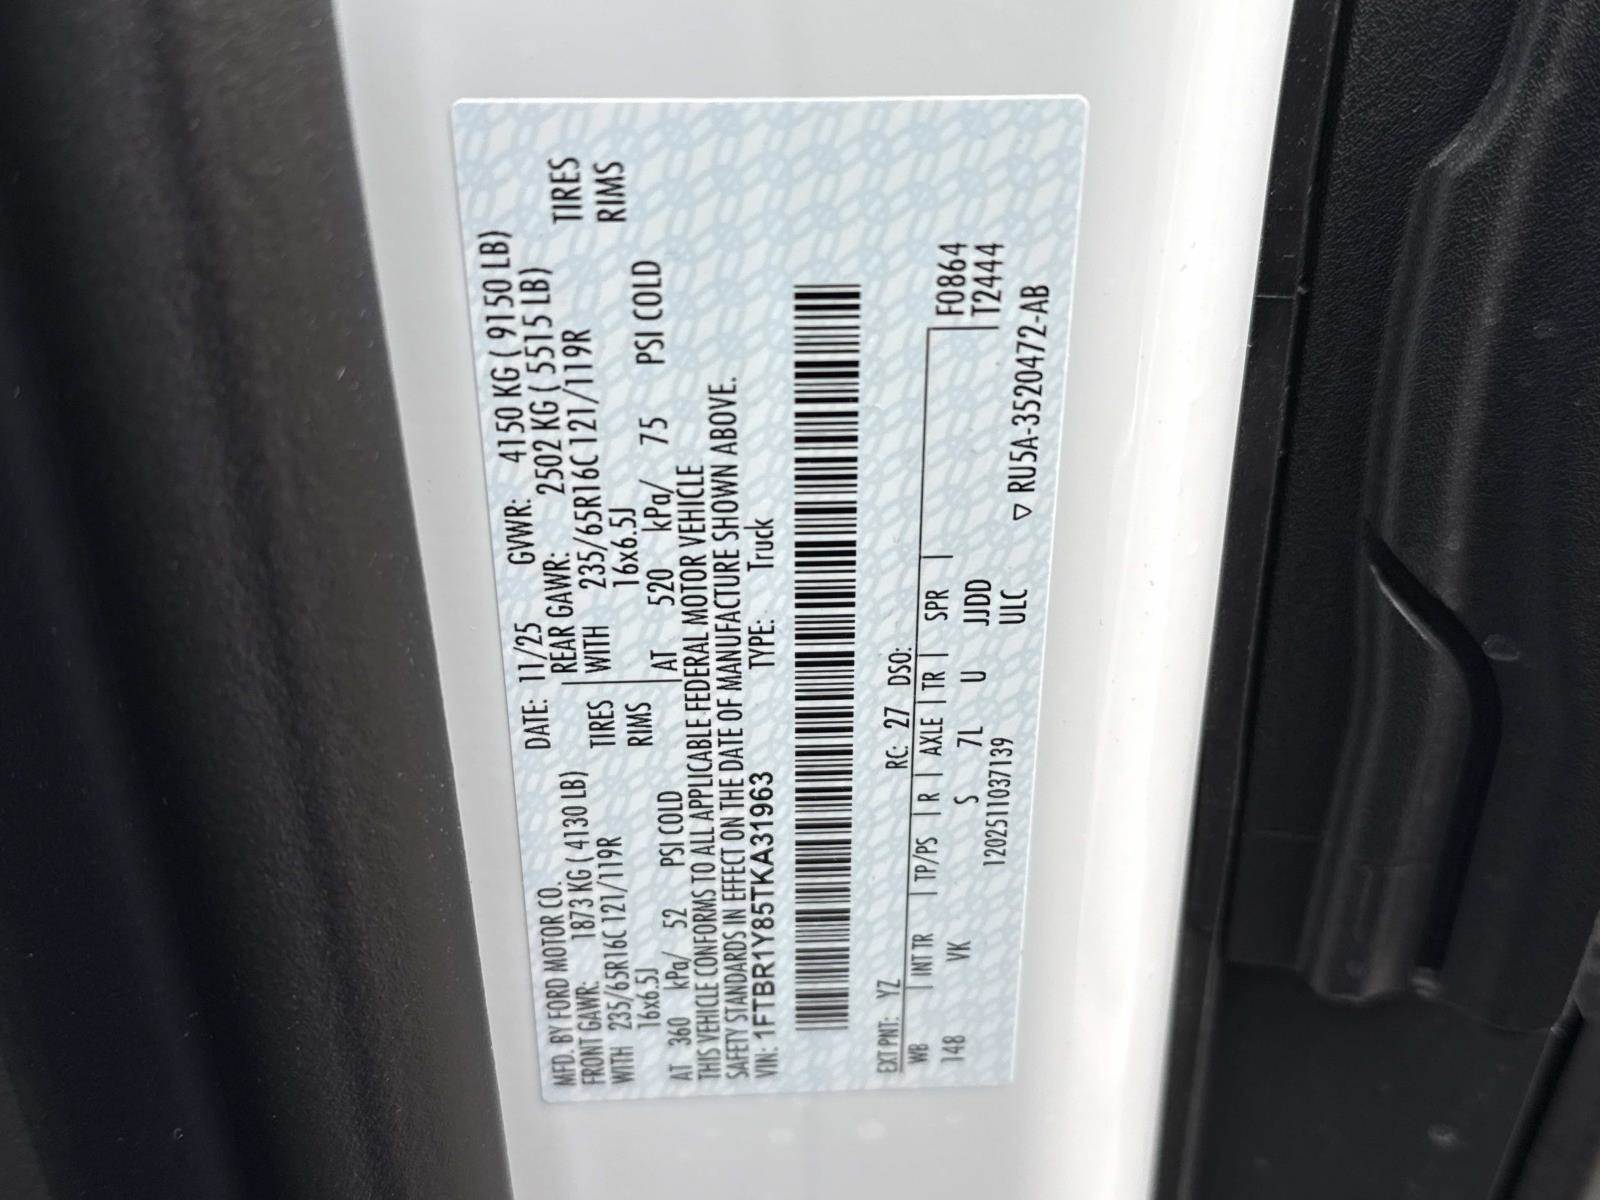 MFD. BY FORD MOTOR CO.
DATE: 11/25 GVWR: 4150 KG ( 9150 LB)
FRONT GAWR: 1873 KG ( 4130 LB) REAR GAWR: 2502 KG ( 5515 LB)
WITH 235/65R16C 121/119R TIRES WITH 235/65R16C 121/119R TIRES
16x6.5J RIMS 16x6.5J RIMS
AT 360 kPa/ 52 PSI COLD AT 520 kPa/ 75 PSI COLD
THIS VEHICLE CONFORMS TO ALL APPLICABLE FEDERAL MOTOR VEHICLE
SAFETY STANDARDS IN EFFECT ON THE DATE OF MANUFACTURE SHOWN ABOVE.
VIN: 1FTBR1Y85TKA31963 TYPE: Truck
EXT PNT: YZ RC: 27 DSO:
WB | INT TR | TP/PS | R | AXLE | TR | SPR | F0864
148 VK S 7L U JJDD T2444
ULC
120251103​7139 ▽ RU5A-3520472-AB